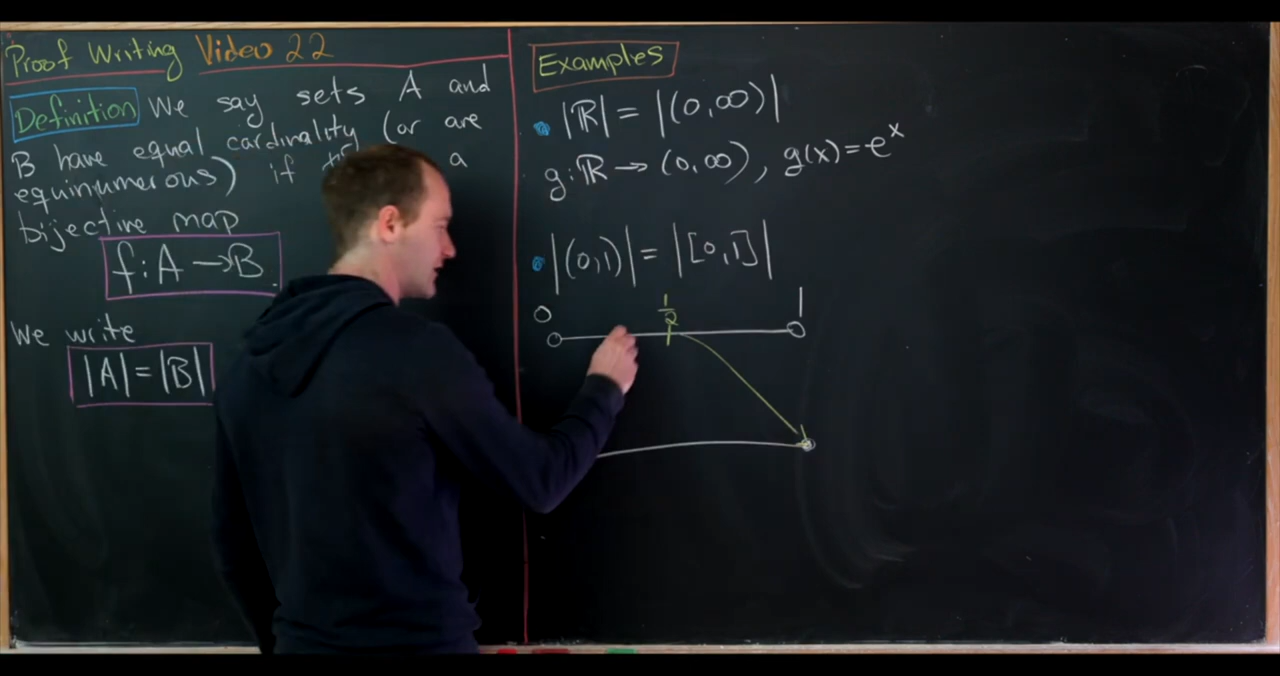 Proof Writing Video 22
Definition We say sets A and
B have equal cardinality (or are
equinumerous) if a
bijective map
f: A → B
We write
|A| = |B|
Examples
|ℝ| = |(0,∞)|
g: ℝ → (0,∞), g(x) = eˣ
|(0,1)| = |[0,1]|
0 1/2 1